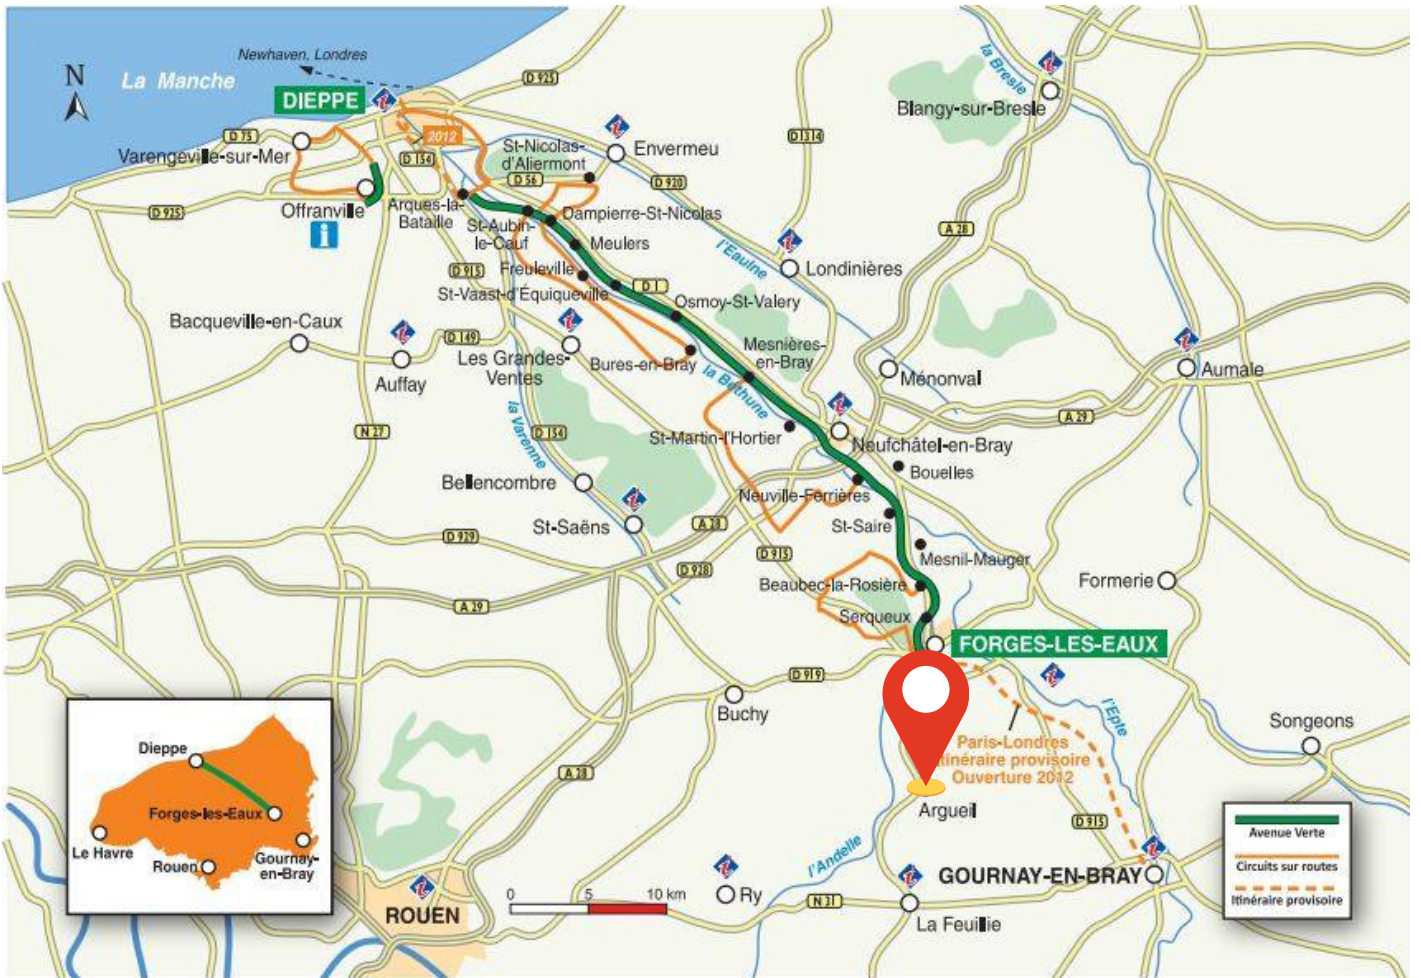 Newhaven, Londres
N
La Manche
D 925
DIEPPE
2012
D 75
Varengeville-sur-Mer
D 154
St-Nicolas-
d'Aliermont
Envermeu
D 56
D 920
D1314
la Bresle
Blangy-sur-Bresle
D 925
Offranville
i
Arques-la-
Bataille
St-Aubin-
le-Cauf
Dampierre-St-Nicolas
Meulers
D 915
Freuleville
St-Vaast-d'Équiqueville
D 1
l'Eaulne
Londinières
A 28
Osmoy-St-Valery
Bacqueville-en-Caux
D 149
Auffay
Les Grandes-
Ventes
Bures-en-Bray
Mesnières-
en-Bray
la Béthune
Ménonval
Aumale
A 29
la Varenne
N 27
D 154
St-Martin-l'Hortier
Neufchâtel-en-Bray
Bouelles
Bellencombre
Neuville-Ferrières
St-Saëns
A 28
St-Saire
D 929
D 915
Mesnil-Mauger
D 928
Beaubec-la-Rosière
Formerie
A 29
Serqueux
FORGES-LES-EAUX
D 919
Buchy
l'Epte
Songeons
Paris-Londres
Itinéraire provisoire
Ouverture 2012
A 28
Argueil
D 915
l'Andelle
GOURNAY-EN-BRAY
Ry
N 31
La Feuillie
ROUEN
0 5 10 km
Dieppe
Forges-les-Eaux
Le Havre
Rouen
Gournay-
en-Bray
Avenue Verte
Circuits sur routes
Itinéraire provisoire